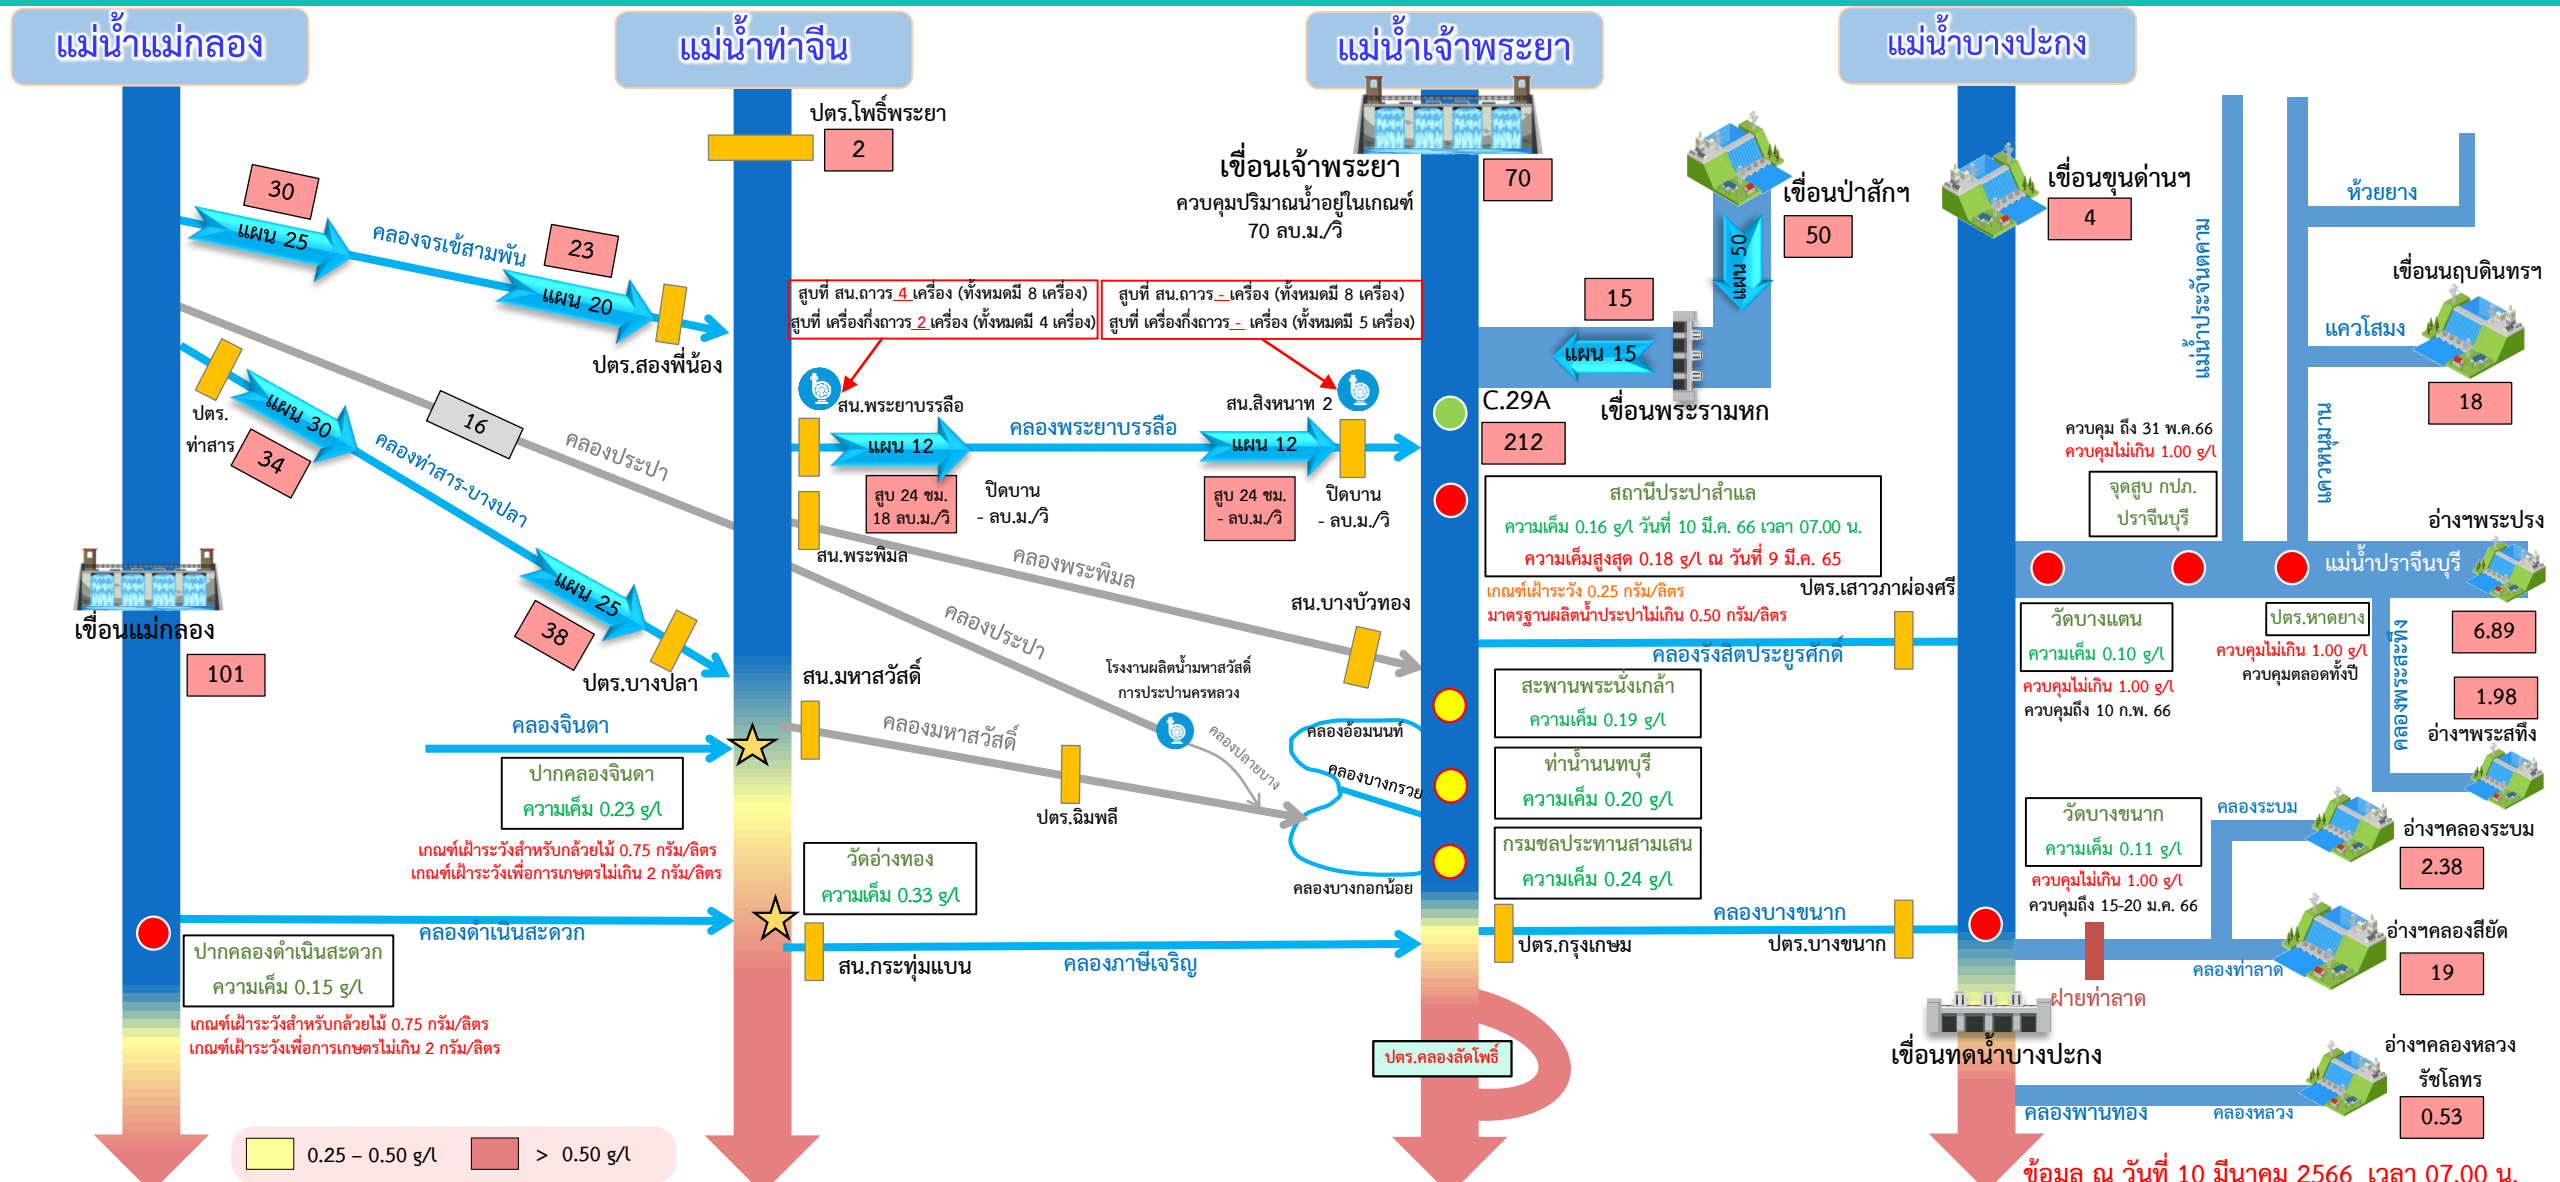 แม่น้ำแม่กลอง
แม่น้ำท่าจีน
แม่น้ำเจ้าพระยา
แม่น้ำบางปะกง
ปตร.โพธิ์พระยา
2
30
แผน 25
คลองจรเข้สามพัน
23
แผน 20
ปตร.สองพี่น้อง
ปตร.
ท่าสาร
แผน 30
34
คลองท่าสาร-บางปลา
16
คลองประปา
แผน 25
38
ปตร.บางปลา
เขื่อนแม่กลอง
101
คลองจินดา
ปากคลองจินดา
ความเค็ม 0.23 g/l
เกณฑ์เฝ้าระวังสำหรับกล้วยไม้ 0.75 กรัม/ลิตร
เกณฑ์เฝ้าระวังเพื่อการเกษตรไม่เกิน 2 กรัม/ลิตร
คลองดำเนินสะดวก
ปากคลองดำเนินสะดวก
ความเค็ม 0.15 g/l
เกณฑ์เฝ้าระวังสำหรับกล้วยไม้ 0.75 กรัม/ลิตร
เกณฑ์เฝ้าระวังเพื่อการเกษตรไม่เกิน 2 กรัม/ลิตร
0.25 – 0.50 g/l
> 0.50 g/l
เขื่อนเจ้าพระยา
ควบคุมปริมาณน้ำอยู่ในเกณฑ์
70 ลบ.ม./วิ
70
สูบที่ สน.ถาวร 4 เครื่อง (ทั้งหมดมี 8 เครื่อง)
สูบที่ เครื่องกึ่งถาวร 2 เครื่อง (ทั้งหมดมี 4 เครื่อง)
สูบที่ สน.ถาวร - เครื่อง (ทั้งหมดมี 8 เครื่อง)
สูบที่ เครื่องกึ่งถาวร - เครื่อง (ทั้งหมดมี 5 เครื่อง)
สน.พระยาบรรลือ
แผน 12
คลองพระยาบรรลือ
สน.สิงหนาท 2
แผน 12
สูบ 24 ชม.
18 ลบ.ม./วิ
ปิดบาน
- ลบ.ม./วิ
สูบ 24 ชม.
- ลบ.ม./วิ
ปิดบาน
- ลบ.ม./วิ
สน.พระพิมล
คลองพระพิมล
สน.บางบัวทอง
คลองประปา
โรงงานผลิตน้ำมหาสวัสดิ์
การประปานครหลวง
สน.มหาสวัสดิ์
คลองมหาสวัสดิ์
คลองปลายบาง
ปตร.ฉิมพลี
คลองอ้อมนนท์
คลองบางกรวย
คลองบางกอกน้อย
วัดอ่างทอง
ความเค็ม 0.33 g/l
สน.กระทุ่มแบน
คลองภาษีเจริญ
ปตร.คลองลัดโพธิ์
เขื่อนป่าสักฯ
50
แผน 50
15
แผน 15
เขื่อนพระรามหก
C.29A
212
สถานีประปาสำแล
ความเค็ม 0.16 g/l วันที่ 10 มี.ค. 66 เวลา 07.00 น.
ความเค็มสูงสุด 0.18 g/l ณ วันที่ 9 มี.ค. 65
เกณฑ์เฝ้าระวัง 0.25 กรัม/ลิตร
มาตรฐานผลิตน้ำประปาไม่เกิน 0.50 กรัม/ลิตร
ปตร.เสาวภาผ่องศรี
คลองรังสิตประยูรศักดิ์
สะพานพระนั่งเกล้า
ความเค็ม 0.19 g/l
ท่าน้ำนนทบุรี
ความเค็ม 0.20 g/l
กรมชลประทานสามเสน
ความเค็ม 0.24 g/l
ปตร.กรุงเกษม
คลองบางขนาก
ปตร.บางขนาก
เขื่อนขุนด่านฯ
4
แม่น้ำประจันตคาม
แควหนุมาน
ห้วยยาง
เขื่อนนฤบดินทรฯ
แควโสมง
18
ควบคุม ถึง 31 พ.ค.66
ควบคุมไม่เกิน 1.00 g/l
จุดสูบ กปภ.
ปราจีนบุรี
อ่างฯพระปรง
แม่น้ำปราจีนบุรี
6.89
วัดบางแตน
ความเค็ม 0.10 g/l
ควบคุมไม่เกิน 1.00 g/l
ควบคุมถึง 10 ก.พ. 66
ปตร.หาดยาง
ควบคุมไม่เกิน 1.00 g/l
ควบคุมตลอดทั้งปี
คลองพระสะทึง
1.98
อ่างฯพระสทึง
วัดบางขนาก
ความเค็ม 0.11 g/l
ควบคุมไม่เกิน 1.00 g/l
ควบคุมถึง 15-20 ม.ค. 66
คลองระบม
อ่างฯคลองระบม
2.38
อ่างฯคลองสียัด
19
คลองท่าลาด
ฝายท่าลาด
เขื่อนทดน้ำบางปะกง
อ่างฯคลองหลวง
รัชโลทร
0.53
คลองพานทอง
คลองหลวง
ข้อมูล ณ วันที่ 10 มีนาคม 2566 เวลา 07.00 น.